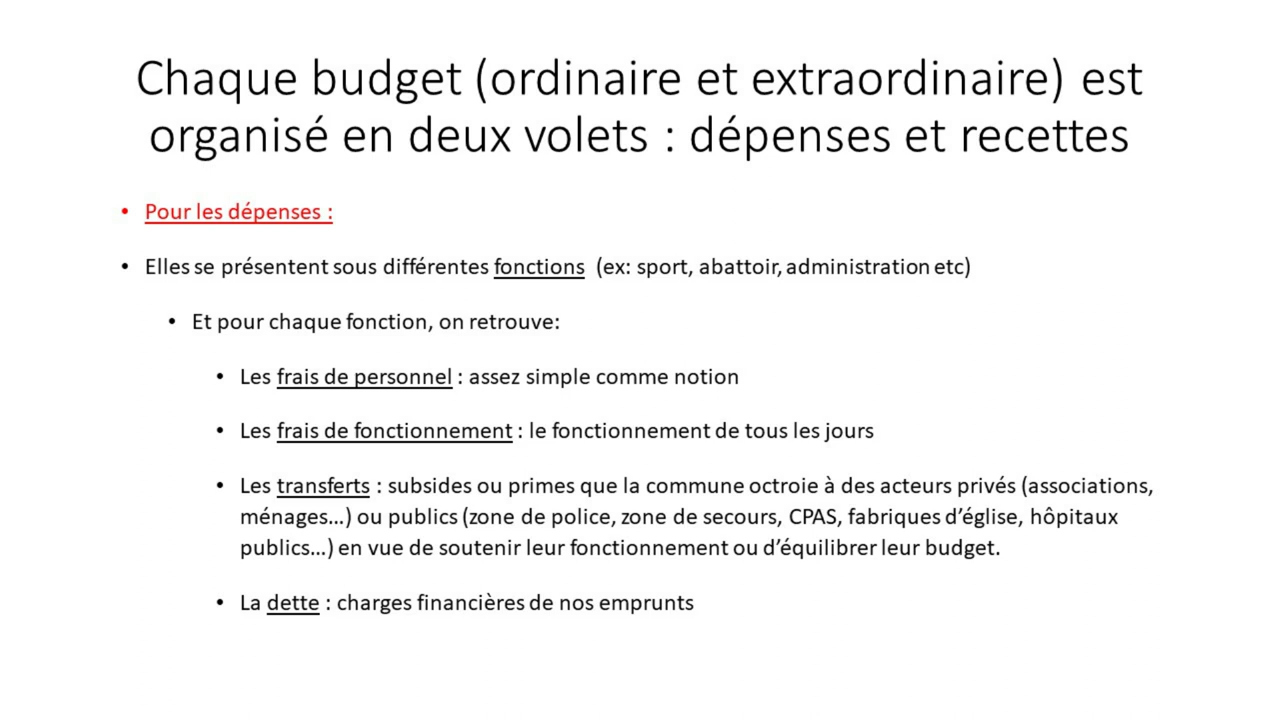 Chaque budget (ordinaire et extraordinaire) est
organisé en deux volets : dépenses et recettes
• Pour les dépenses :
• Elles se présentent sous différentes fonctions (ex: sport, abattoir, administration etc)
• Et pour chaque fonction, on retrouve:
• Les frais de personnel : assez simple comme notion
• Les frais de fonctionnement : le fonctionnement de tous les jours
• Les transferts : subsides ou primes que la commune octroie à des acteurs privés (associations,
ménages…) ou publics (zone de police, zone de secours, CPAS, fabriques d’église, hôpitaux
publics…) en vue de soutenir leur fonctionnement ou d’équilibrer leur budget.
• La dette : charges financières de nos emprunts